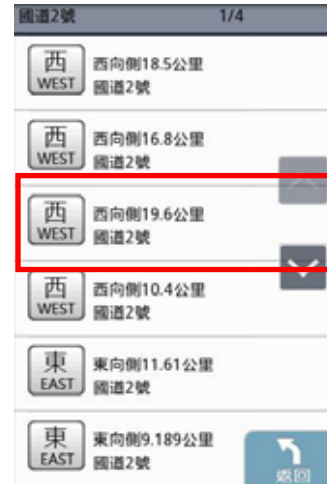 國道2號 1/4
西
WEST
西向側18.5公里
國道2號
西
WEST
西向側16.8公里
國道2號
西
WEST
西向側19.6公里
國道2號
西
WEST
西向側10.4公里
國道2號
東
EAST
東向側11.61公里
國道2號
東
EAST
東向側9.189公里
國道2號
返回